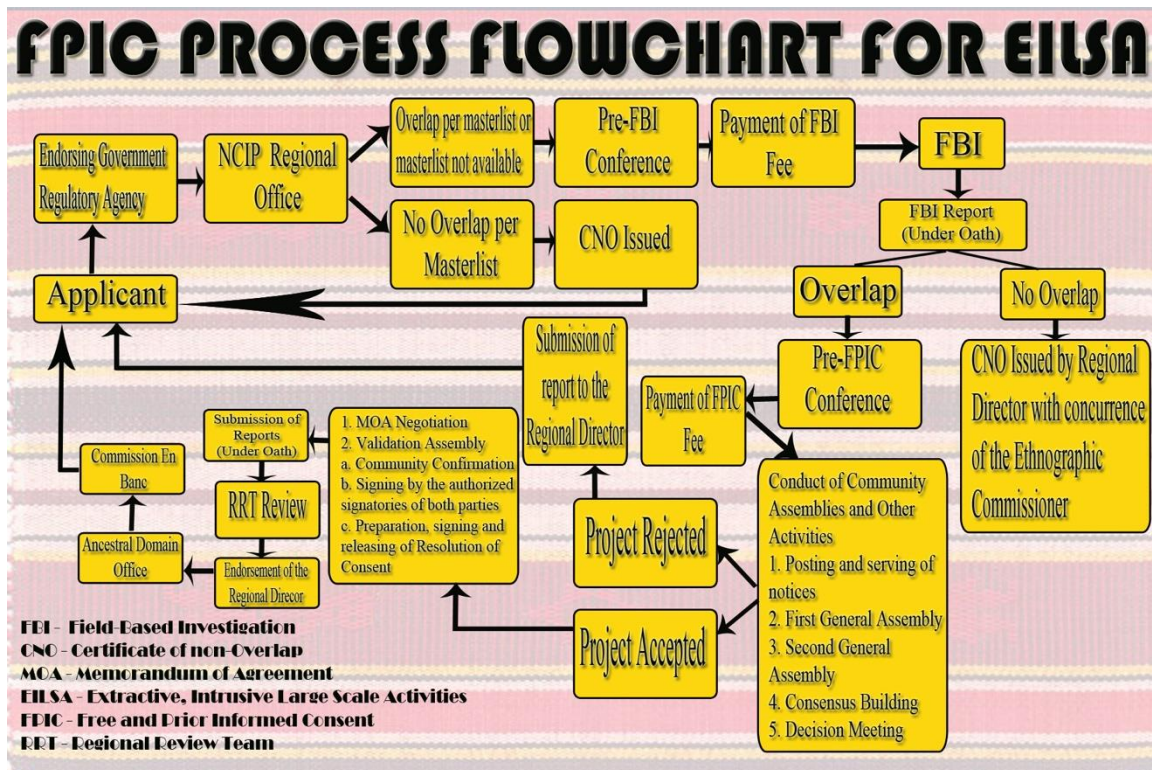 FPIC PROCESS FLOWCHART FOR EILSA
Endorsing Government
Regulatory Agency
NCIP Regional
Office
Overlap per masterlist or
masterlist not available
Pre-FBI
Conference
Payment of FBI
Fee
FBI
No Overlap per
Masterlist
CNO Issued
FBI Report
(Under Oath)
Applicant
Overlap
No Overlap
Submission of
report to the
Regional Director
Pre-FPIC
Conference
CNO Issued by Regional
Director with concurrence
of the Ethnographic
Commissioner
Payment of FPIC
Fee
Submission of
Reports
(Under Oath)
1. MOA Negotiation
2. Validation Assembly
a. Community Confirmation
b. Signing by the authorized
signatories of both parties
c. Preparation, signing and
releasing of Resolution of
Consent
Commission En
Banc
RRT Review
Ancestral Domain
Office
Endorsement of the
Regional Direcor
Project Rejected
Project Accepted
Conduct of Community
Assemblies and Other
Activities
1. Posting and serving of
notices
2. First General Assembly
3. Second General
Assembly
4. Consensus Building
5. Decision Meeting
FBI - Field-Based Investigation
CNO - Certificate of non-Overlap
MOA - Memorandum of Agreement
EILSA - Extractive, Intrusive Large Scale Activities
FPIC - Free and Prior Informed Consent
RRT - Regional Review Team